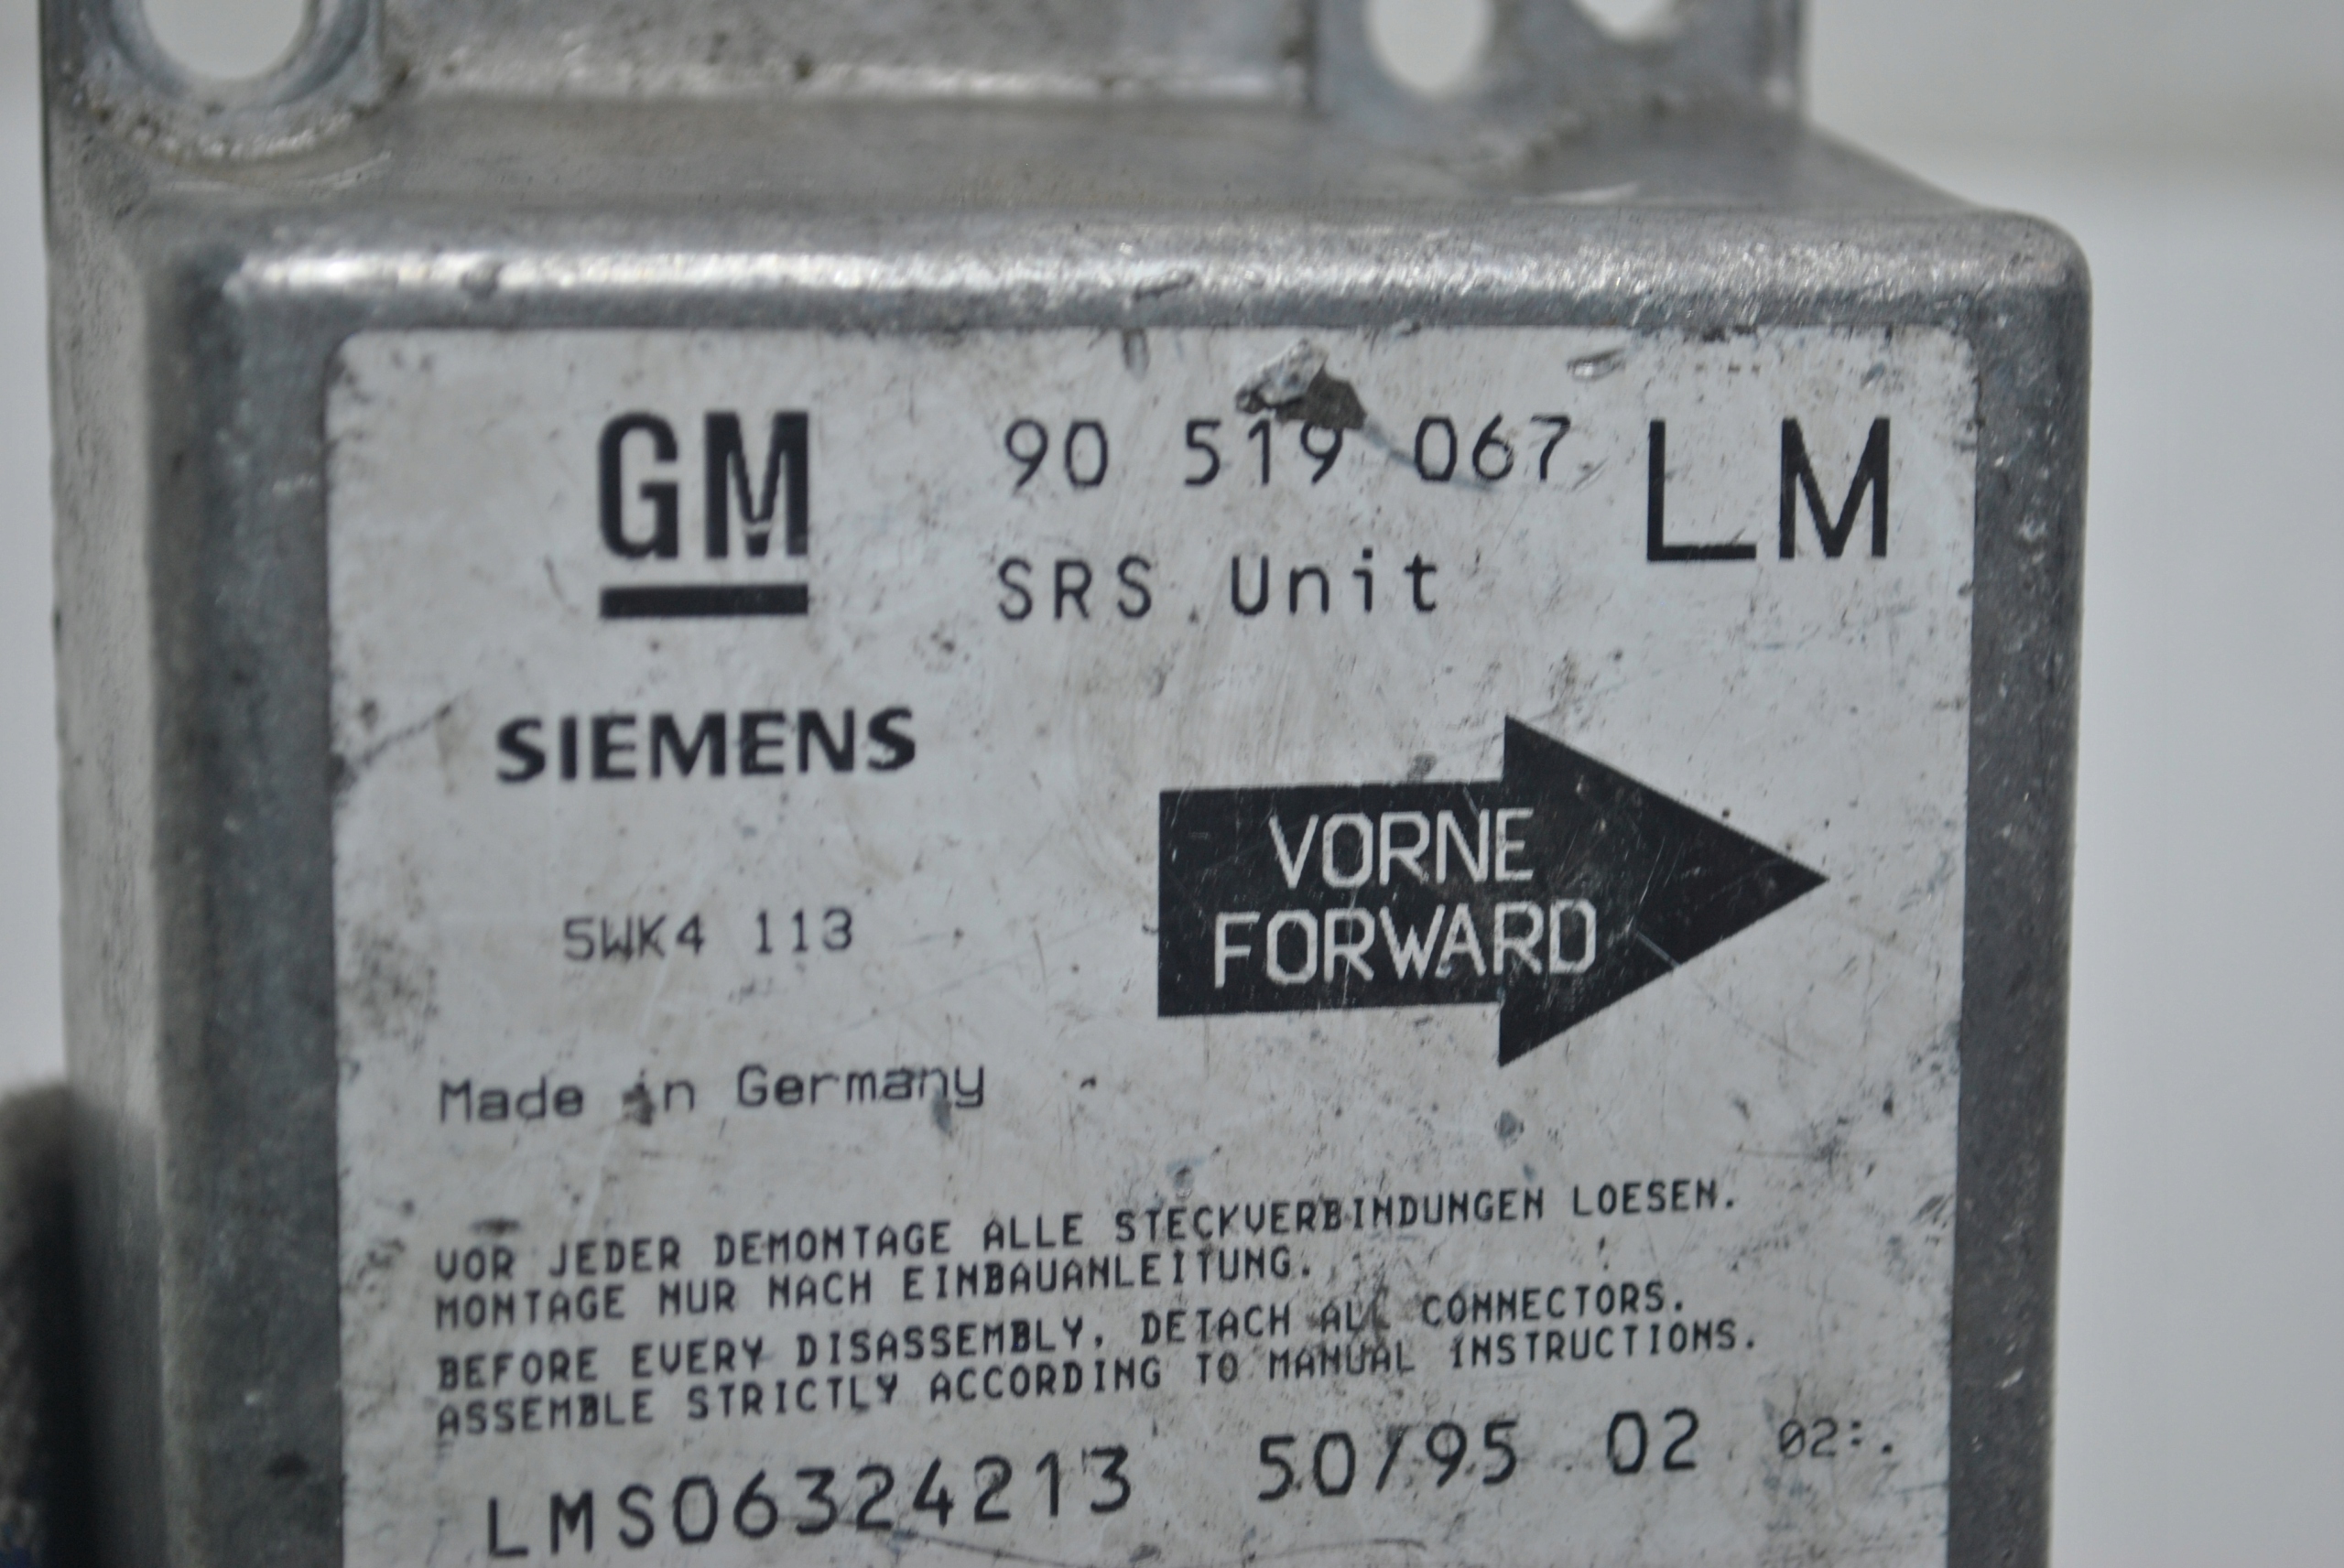 GM 90 519 067 LM
SRS Unit
SIEMENS
VORNE
FORWARD
5WK4 113
Made in Germany
VOR JEDER DEMONTAGE ALLE STECKVERBINDUNGEN LOESEN.
MONTAGE NUR NACH EINBAUANLEITUNG.
BEFORE EVERY DISASSEMBLY, DETACH ALL CONNECTORS.
ASSEMBLE STRICTLY ACCORDING TO MANUAL INSTRUCTIONS.
LMS06324213 50/95 02 02:.